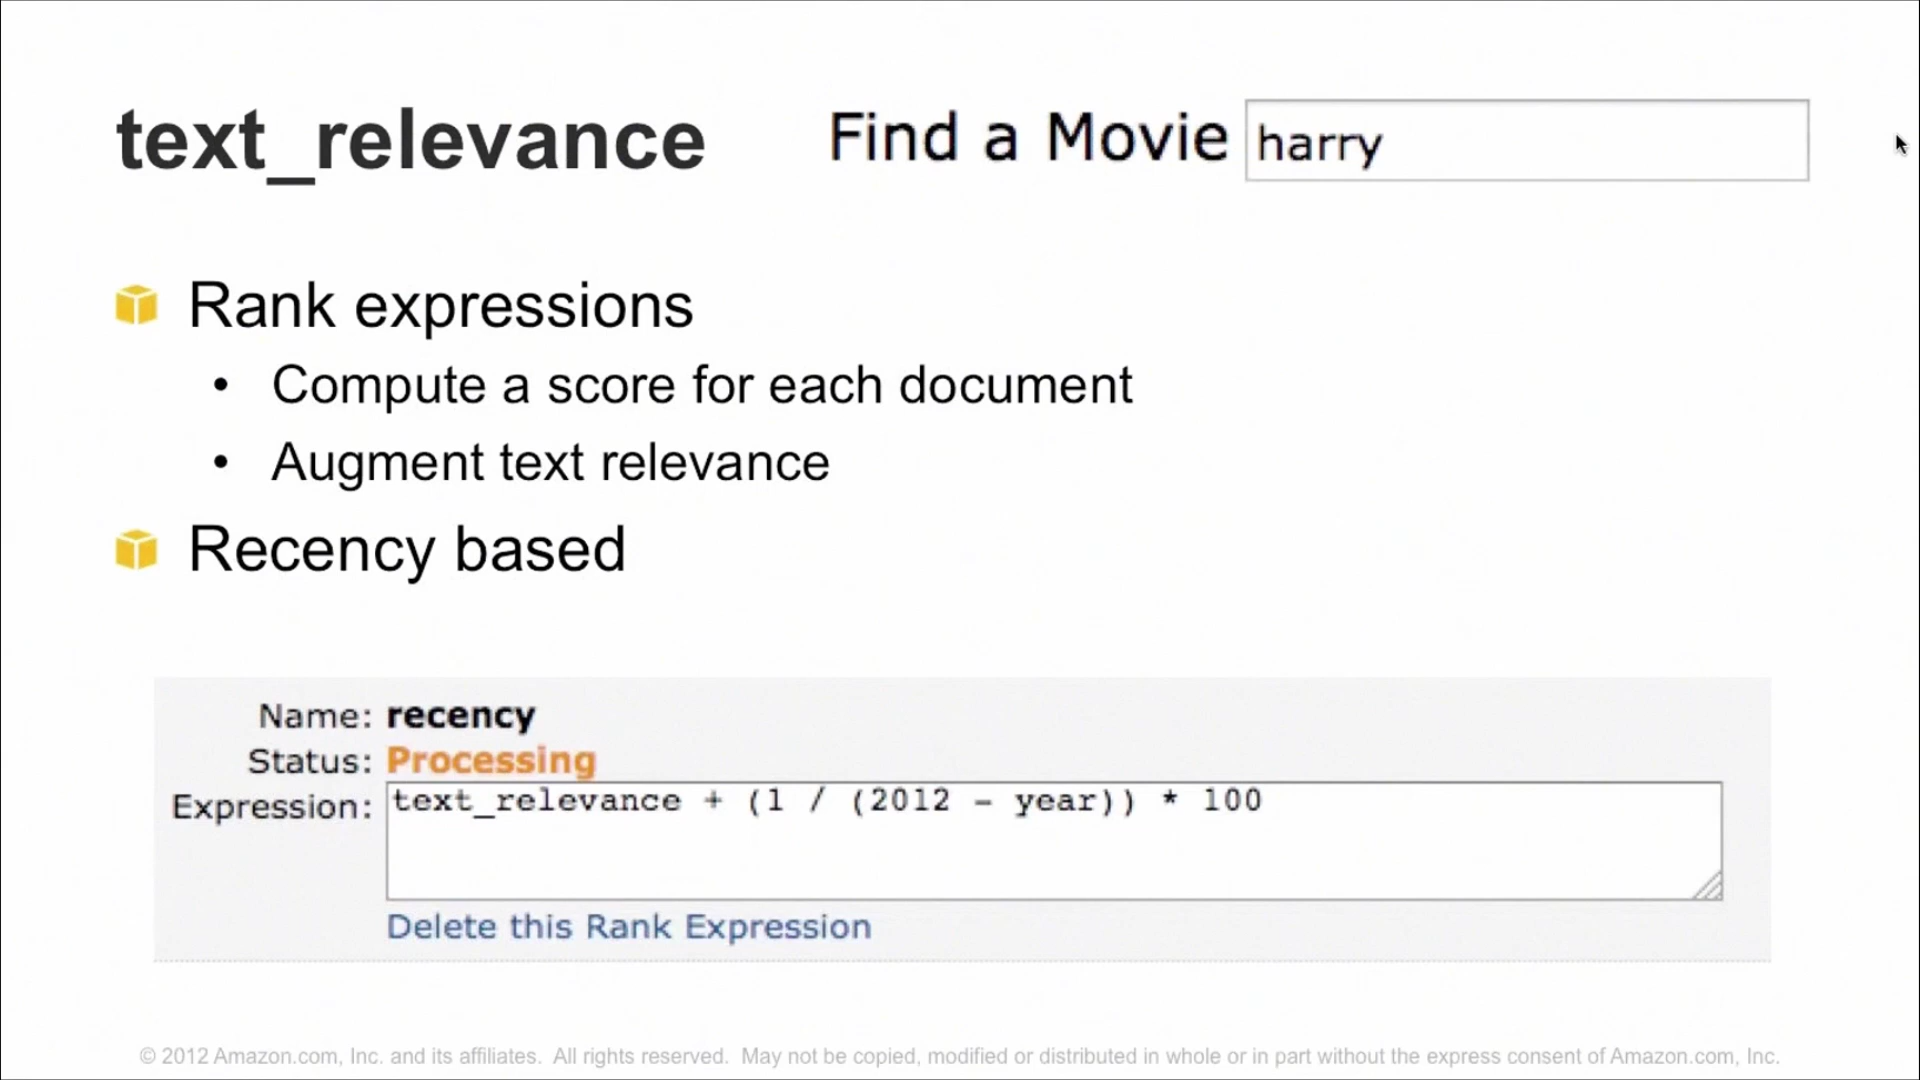 text_relevance
Find a Movie harry
Rank expressions
• Compute a score for each document
• Augment text relevance
Recency based
Name: recency
Status: Processing
Expression: text_relevance + (1 / (2012 - year)) * 100
Delete this Rank Expression
© 2012 Amazon.com, Inc. and its affiliates. All rights reserved. May not be copied, modified or distributed in whole or in part without the express consent of Amazon.com, Inc.